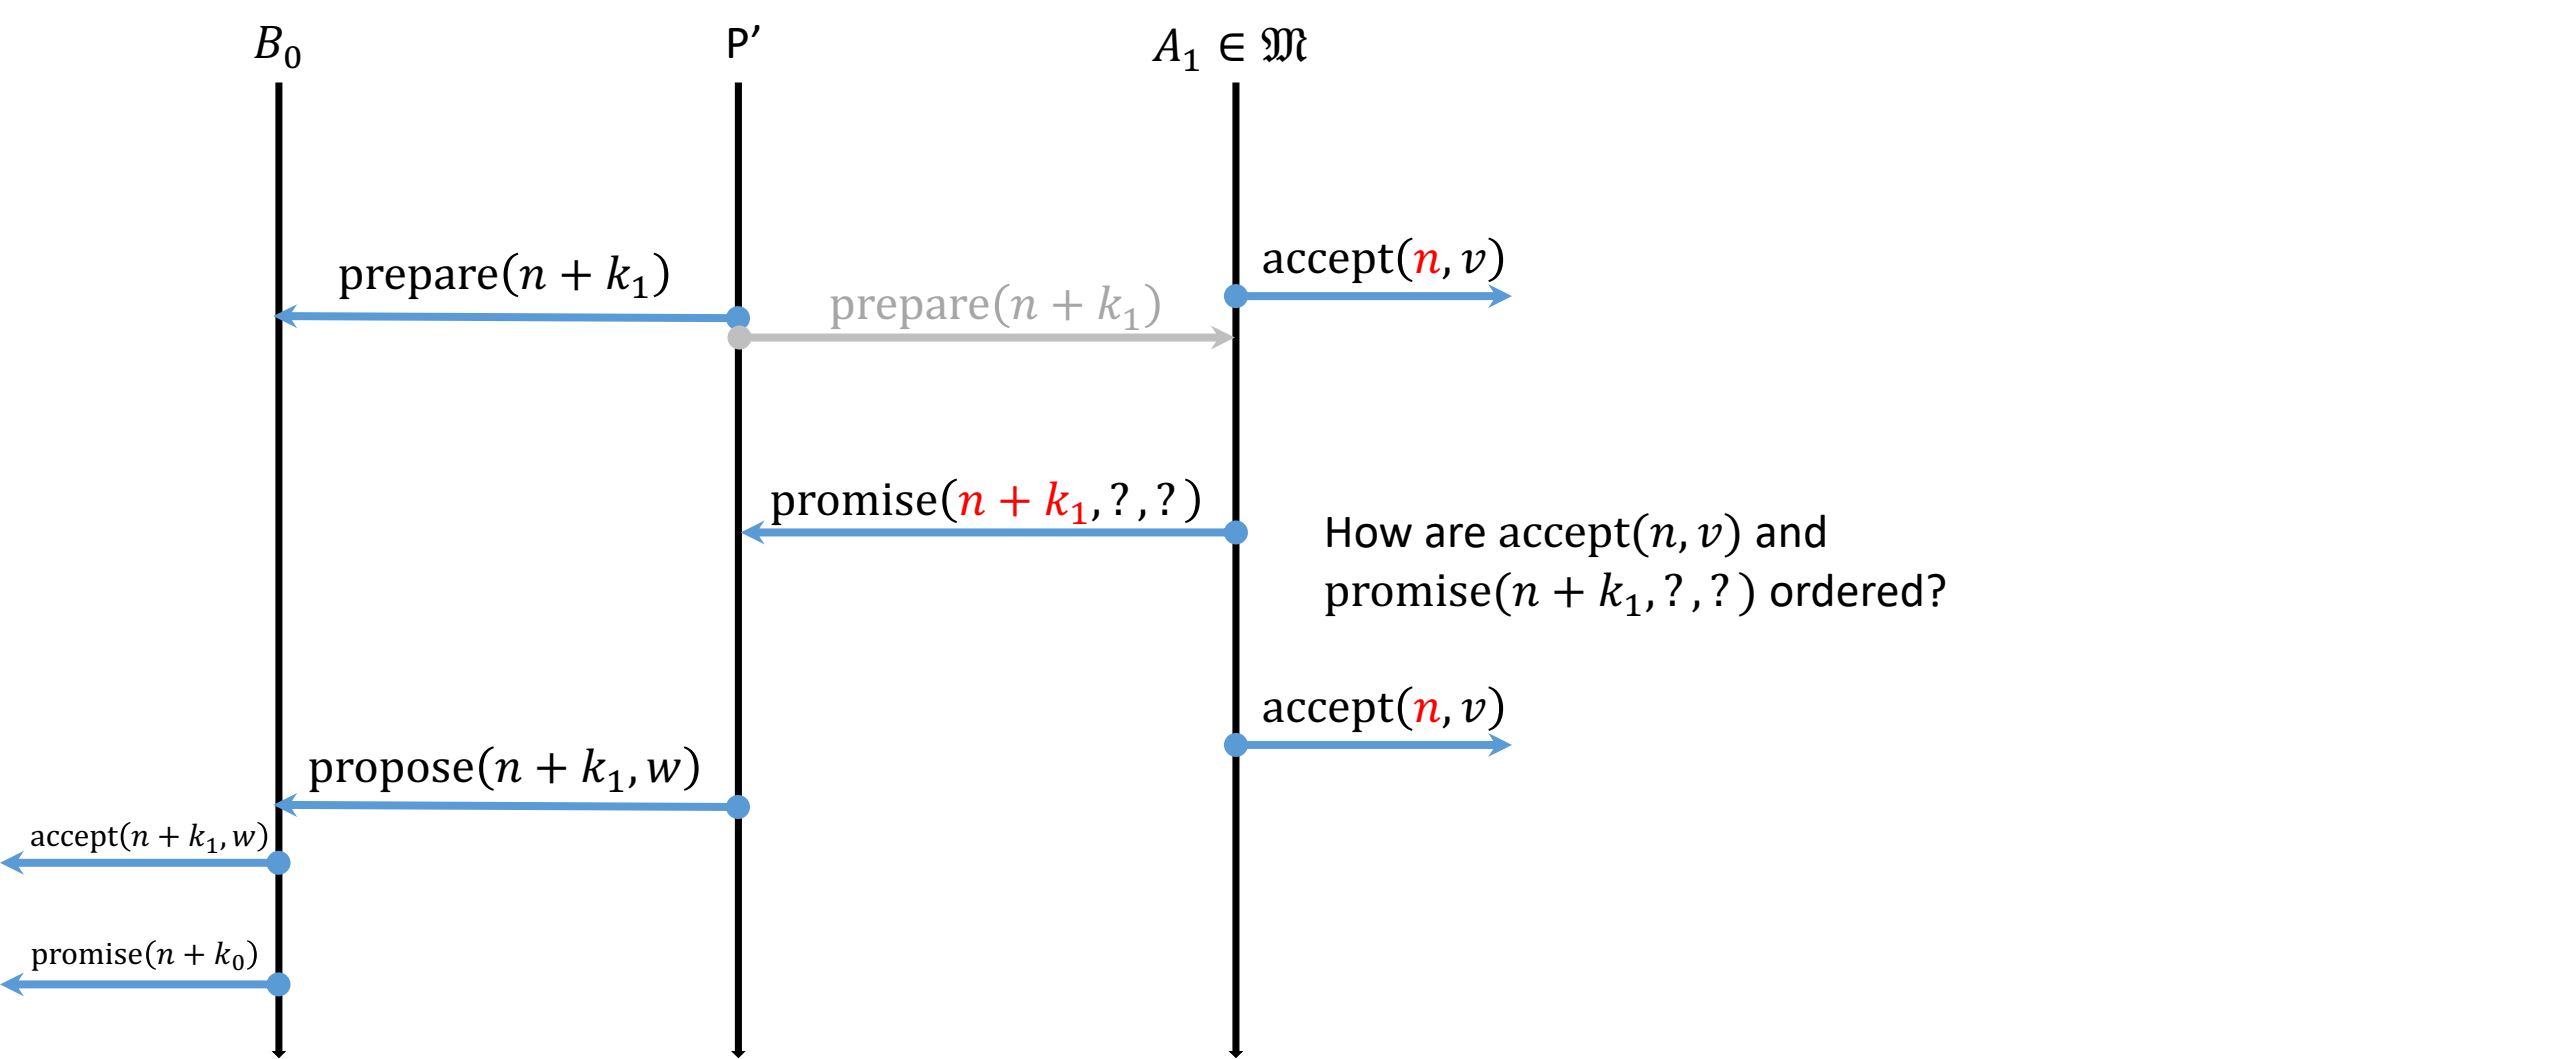 B₀
P’
A₁ ∈ 𝔐
accept(n, v)
prepare(n + k₁)
prepare(n + k₁)
promise(n + k₁, ? , ? )
How are accept(n, v) and
promise(n + k₁, ? , ? ) ordered?
accept(n, v)
propose(n + k₁, w)
accept(n + k₁, w)
promise(n + k₀)